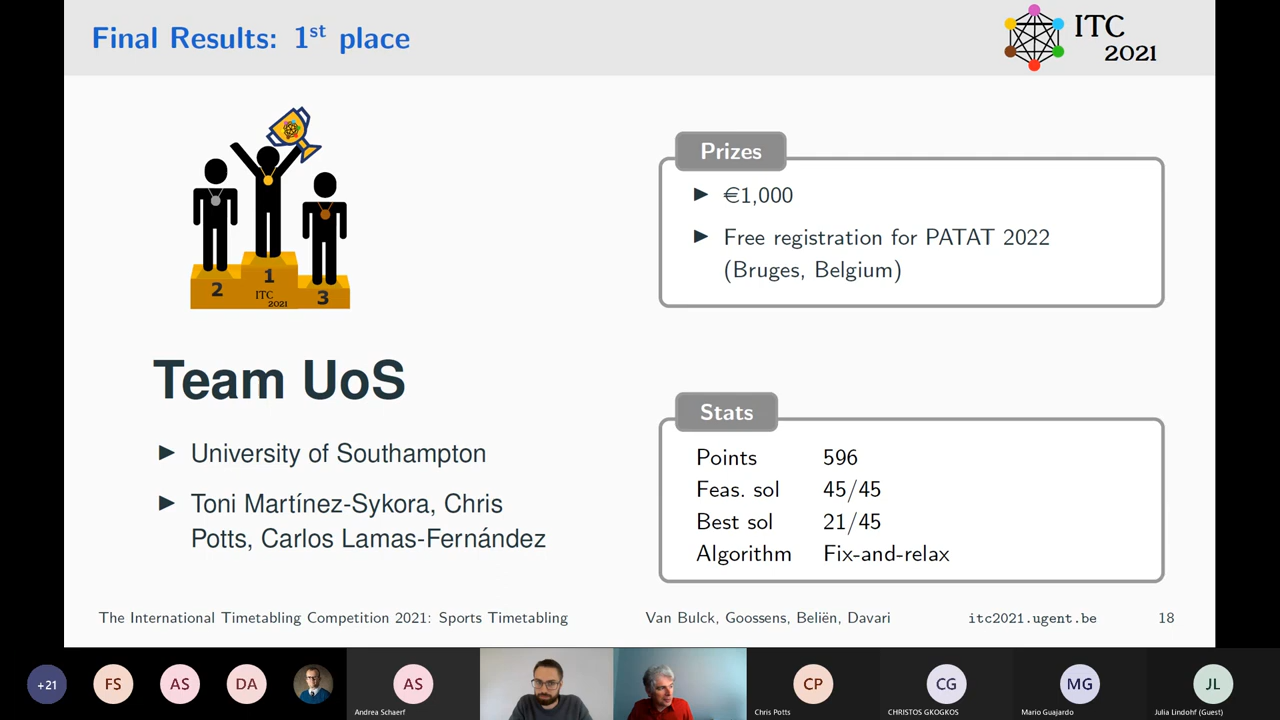 Final Results: 1st place
ITC
2021
2
1
3
ITC
2021
Team UoS
► University of Southampton
► Toni Martínez-Sykora, Chris
Potts, Carlos Lamas-Fernández
Prizes
► €1,000
► Free registration for PATAT 2022
(Bruges, Belgium)
Stats
Points 596
Feas. sol 45/45
Best sol 21/45
Algorithm Fix-and-relax
The International Timetabling Competition 2021: Sports Timetabling Van Bulck, Goossens, Beliën, Davari itc2021.ugent.be 18
+21 FS AS DA AS CP CG MG JL
Andrea Schaerf Chris Potts CHRISTOS GKOGKOS Mario Guajardo Julia Lindohf (Guest)